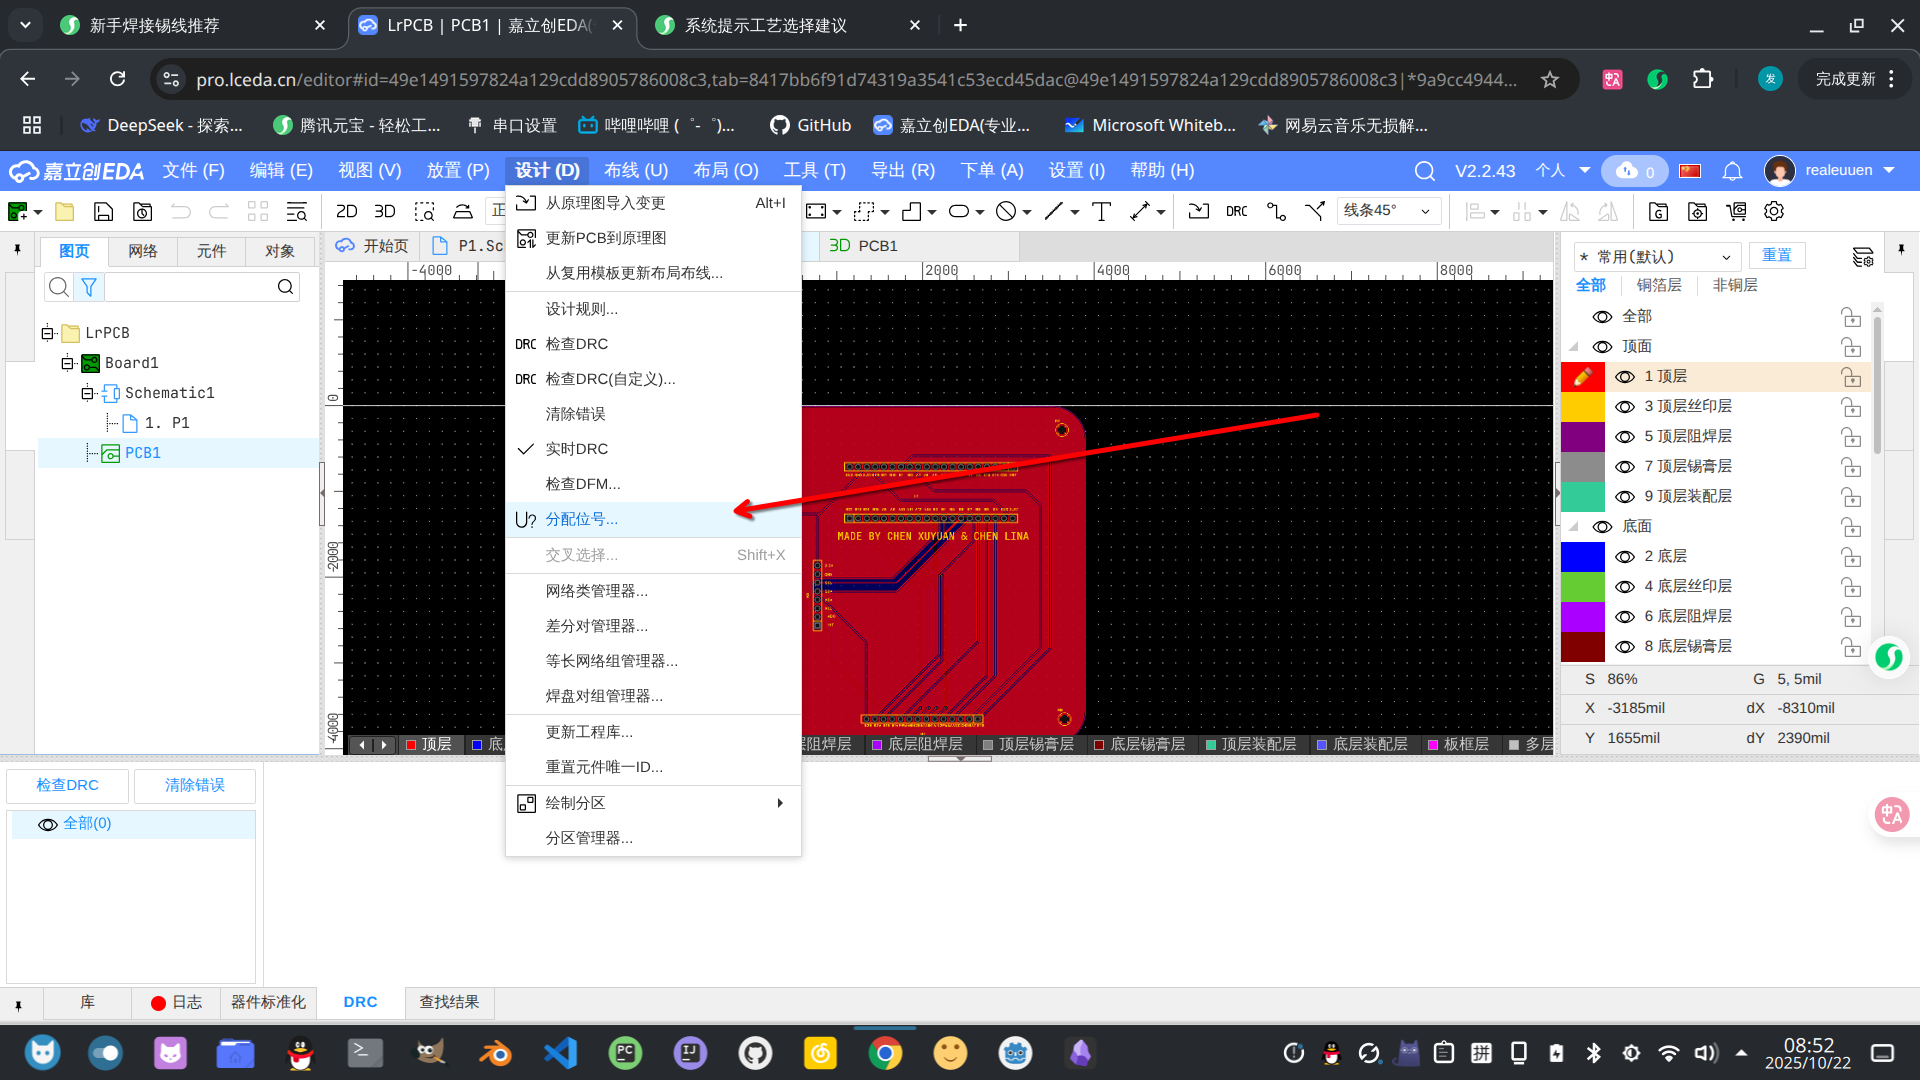 新手焊接锡线推荐
LrPCB | PCB1 | 嘉立创EDA(
系统提示工艺选择建议
pro.lceda.cn/editor#id=49e1491597824a129cdd8905786008c3,tab=8417bb6f91d74319a3541c53ecd45dac@49e1491597824a129cdd8905786008c3|*9a9cc4944...
发
完成更新
DeepSeek - 探索...
腾讯元宝 - 轻松工...
串口设置
哔哩哔哩 (゜-゜)...
GitHub
嘉立创EDA(专业...
Microsoft Whiteb...
网易云音乐无损解...
嘉立创EDA
文件 (F)
编辑 (E)
视图 (V)
放置 (P)
设计 (D)
布线 (U)
布局 (O)
工具 (T)
导出 (R)
下单 (A)
设置 (I)
帮助 (H)
V2.2.43
个人
0
realeuuen
2D
3D
正
DRC
线条45°
图页
网络
元件
对象
开始页
P1.Sc
3D PCB1
LrPCB
Board1
Schematic1
1. P1
PCB1
-4000
2000
4000
6000
8000
0
-2000
-4000
从原理图导入变更 Alt+I
更新PCB到原理图
从复用模板更新布局布线...
设计规则...
DRC 检查DRC
DRC 检查DRC(自定义)...
清除错误
实时DRC
检查DFM...
U? 分配位号...
交叉选择... Shift+X
网络类管理器...
差分对管理器...
等长网络组管理器...
焊盘对组管理器...
更新工程库...
重置元件唯一ID...
绘制分区
分区管理器...
MADE BY CHEN XUYUAN & CHEN LINA
顶层
底
阻焊层
底层阻焊层
顶层锡膏层
底层锡膏层
顶层装配层
底层装配层
板框层
多层
* 常用(默认)
重置
全部
铜箔层
非铜层
全部
顶面
1 顶层
3 顶层丝印层
5 顶层阻焊层
7 顶层锡膏层
9 顶层装配层
底面
2 底层
4 底层丝印层
6 底层阻焊层
8 底层锡膏层
S 86% G 5, 5mil
X -3185mil dX -8310mil
Y 1655mil dY 2390mil
检查DRC
清除错误
全部(0)
库
日志
器件标准化
DRC
查找结果
PC
IJ
拼
08:52
2025/10/22